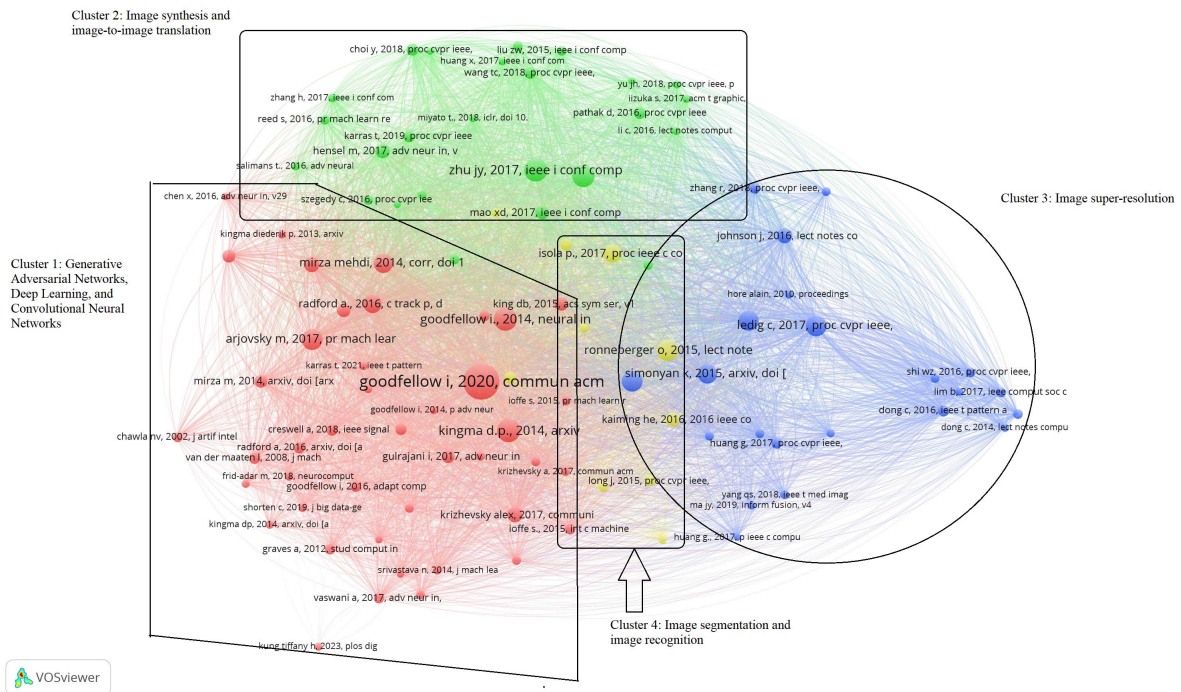 Cluster 2: Image synthesis and
image-to-image translation
choi y, 2018, proc cvpr ieee,
liu zw, 2015, ieee i conf comp
huang x, 2017, ieee i conf com
wang tc, 2018, proc cvpr ieee,
yu jh, 2018, proc cvpr ieee, p
zhang h, 2017, ieee i conf com
iizuka s, 2017, acm t graphic,
reed s, 2016, pr mach learn re
miyato t., 2018, iclr, doi 10.
pathak d, 2016, proc cvpr ieee
li c, 2016, lect notes comput
karras t, 2019, proc cvpr ieee
hensel m, 2017, adv neur in, v
salimans t., 2016, adv neural
zhu jy, 2017, ieee i conf comp
chen x, 2016, adv neur in, v29
szegedy c, 2016, proc cvpr iee
mao xd, 2017, ieee i conf comp
zhang r, 2018, proc cvpr ieee,
Cluster 3: Image super-resolution
kingma diederik p, 2013, arxiv
johnson j, 2016, lect notes co
Cluster 1: Generative
Adversarial Networks,
Deep Learning, and
Convolutional Neural
Networks
mirza mehdi, 2014, corr, doi 1
isola p., 2017, proc ieee c co
hore alain, 2010, proceedings
radford a., 2016, c track p, d
king db, 2015, acs sym ser, v1
goodfellow i., 2014, neural in
ledig c, 2017, proc cvpr ieee,
arjovsky m, 2017, pr mach lear
ronneberger o, 2015, lect note
karras t, 2021, ieee t pattern
simonyan k, 2015, arxiv, doi [
shi wz, 2016, proc cvpr ieee,
mirza m, 2014, arxiv, doi [arx
goodfellow i, 2020, commun acm
lim b, 2017, ieee comput soc c
ioffe s, 2015, pr mach learn r
goodfellow i, 2014, p adv neur
dong c, 2016, ieee t pattern a
kaiming he, 2016, 2016 ieee co
dong c, 2014, lect notes compu
chawla nv, 2002, j artif intel
creswell a, 2018, ieee signal
kingma d.p., 2014, arxiv
huang g, 2017, proc cvpr ieee,
radford a, 2016, arxiv, doi [a
van der maaten l, 2008, j mach
gulrajani i, 2017, adv neur in
krizhevsky a, 2017, commun acm
frid-adar m, 2018, neurocomput
goodfellow i, 2016, adapt comp
long j, 2015, proc cvpr ieee,
yang qs, 2018, ieee t med imag
ma jy, 2019, inform fusion, v4
shorten c, 2019, j big data-ge
krizhevsky alex, 2017, communi
kingma dp, 2014, arxiv, doi [a
ioffe s., 2015, int c machine
huang g., 2017, p ieee c compu
graves a, 2012, stud comput in
srivastava n, 2014, j mach lea
vaswani a, 2017, adv neur in,
Cluster 4: Image segmentation and
image recognition
kung tiffany h, 2023, plos dig
VOSviewer